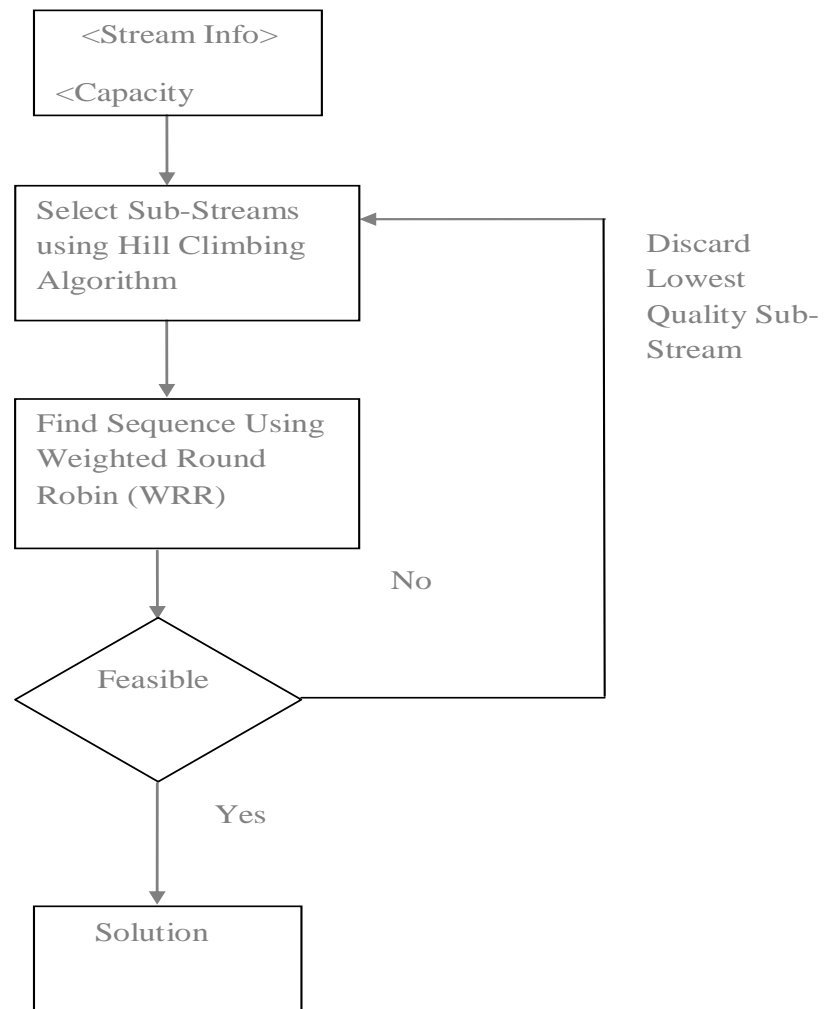 <Stream Info>
<Capacity
Select Sub-Streams
using Hill Climbing
Algorithm
Discard
Lowest
Quality Sub-
Stream
Find Sequence Using
Weighted Round
Robin (WRR)
No
Feasible
Yes
Solution